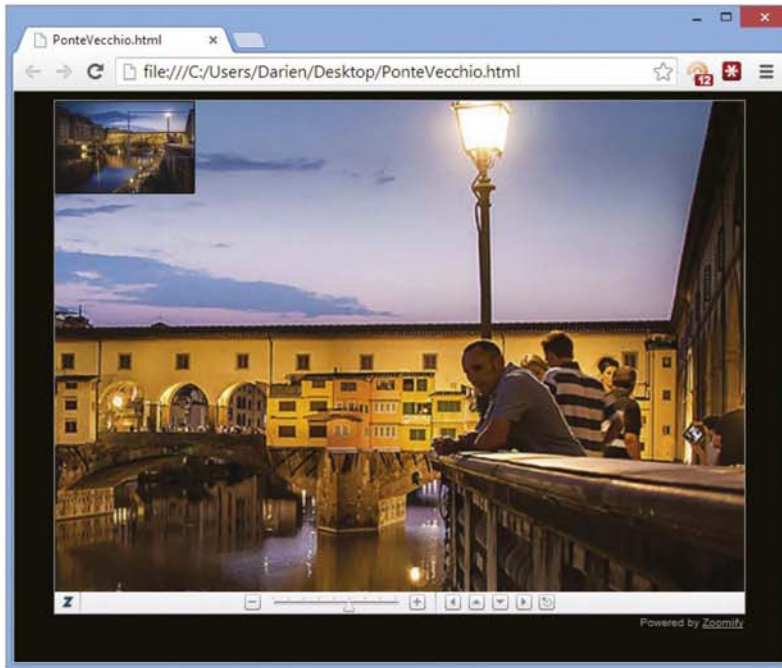 PonteVecchio.html
file:///C:/Users/Darien/Desktop/PonteVecchio.html
12
Z
Powered by Zoomify